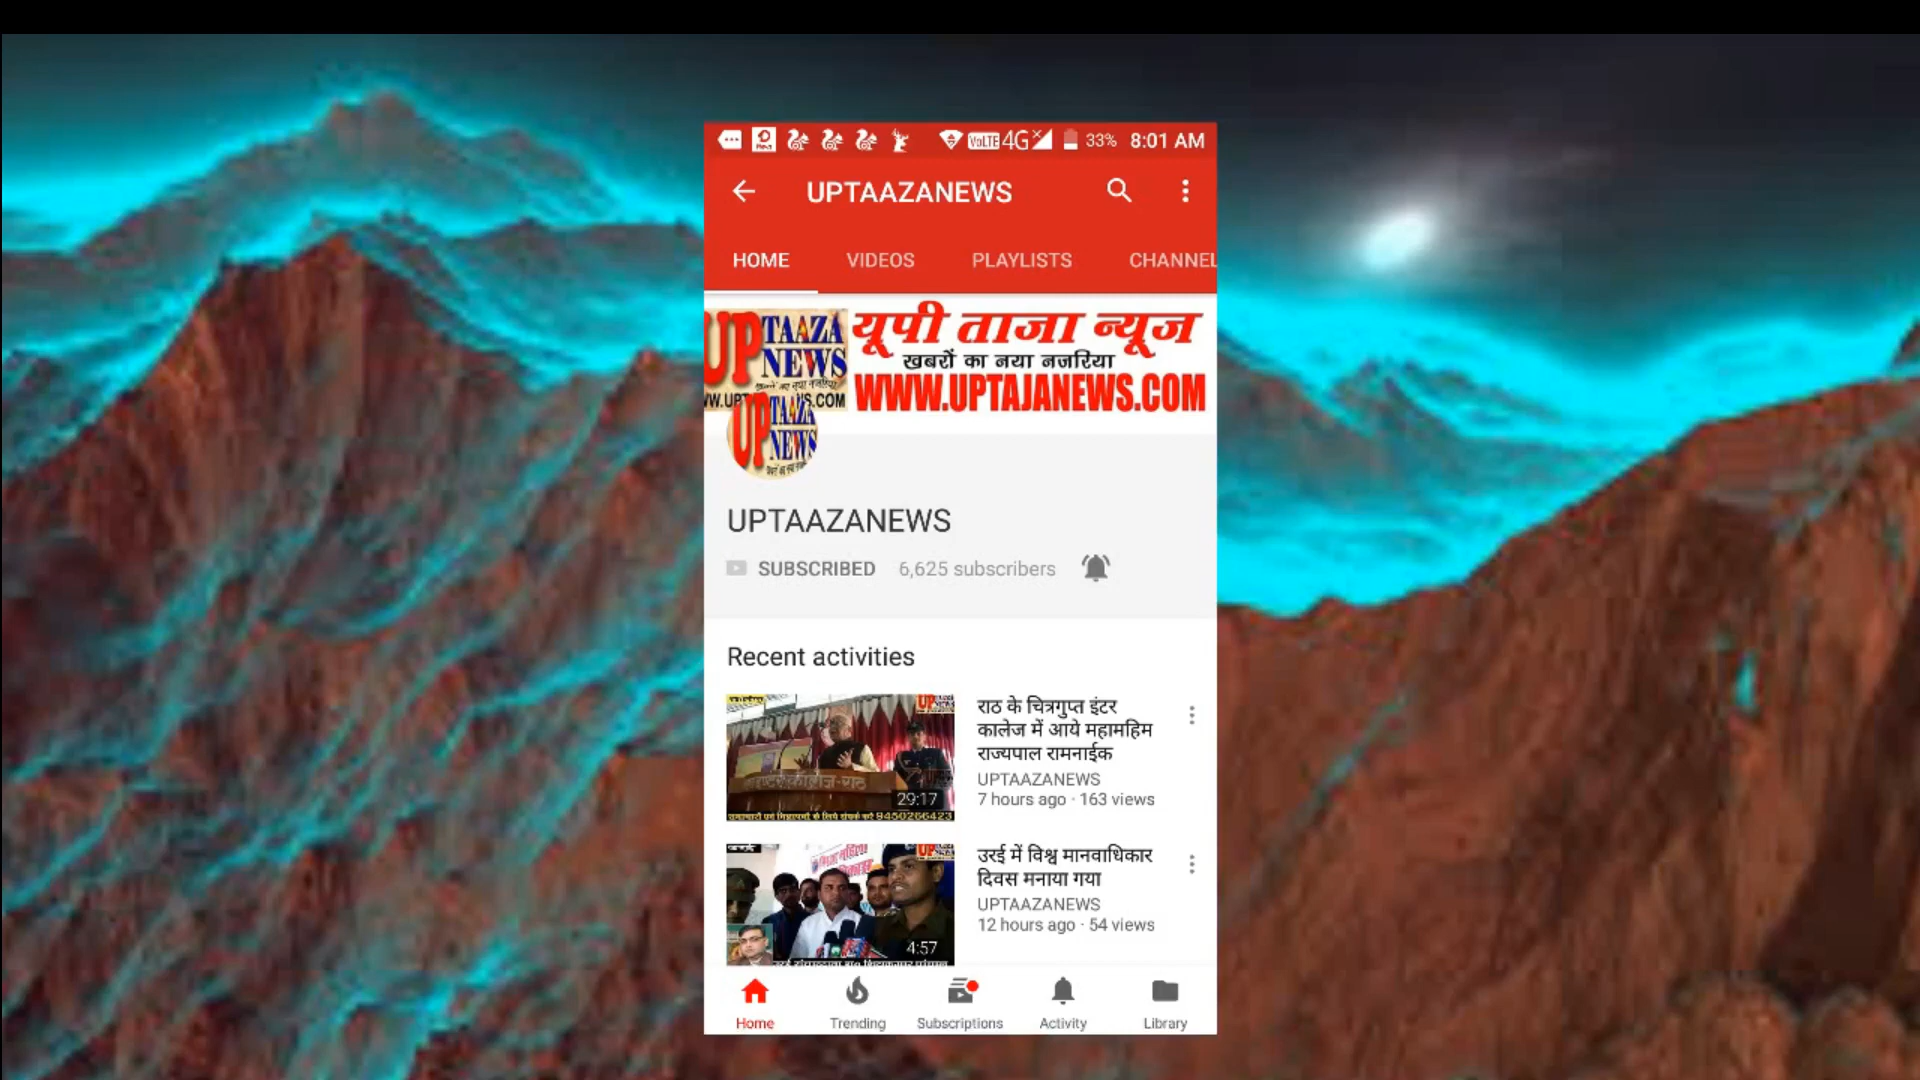 VoLTE 4G 33% 8:01 AM
UPTAAZANEWS
HOME VIDEOS PLAYLISTS CHANNEL
UP TAAZA NEWS
यूपी ताजा न्यूज
खबरों का नया नजरिया
WWW.UPTAJANEWS.COM
UP TAAZA NEWS
UPTAAZANEWS
SUBSCRIBED 6,625 subscribers
Recent activities
राठ के चित्रगुप्त इंटर
कालेज में आये महामहिम
राज्यपाल रामनाईक
UPTAAZANEWS
7 hours ago · 163 views
29:17
उरई में विश्व मानवाधिकार
दिवस मनाया गया
UPTAAZANEWS
12 hours ago · 54 views
4:57
Home Trending Subscriptions Activity Library